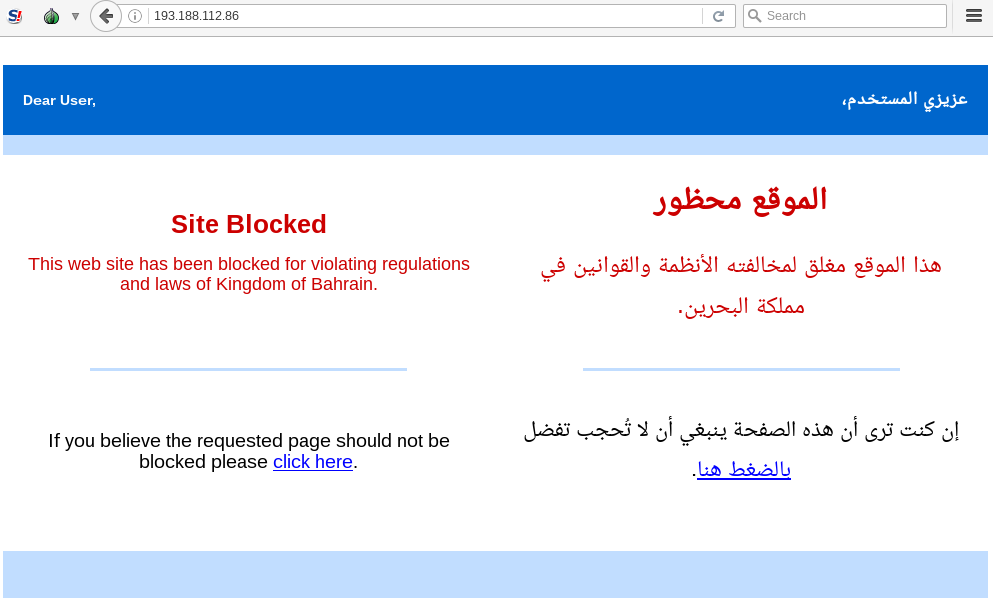 193.188.112.86
Search
Dear User,
عزيزي المستخدم،
Site Blocked
This web site has been blocked for violating regulations
and laws of Kingdom of Bahrain.
الموقع محظور
هذا الموقع مغلق لمخالفته الأنظمة والقوانين في
مملكة البحرين.
If you believe the requested page should not be
blocked please click here.
إن كنت ترى أن هذه الصفحة ينبغي أن لا تُحجب تفضل
بالضغط هنا.